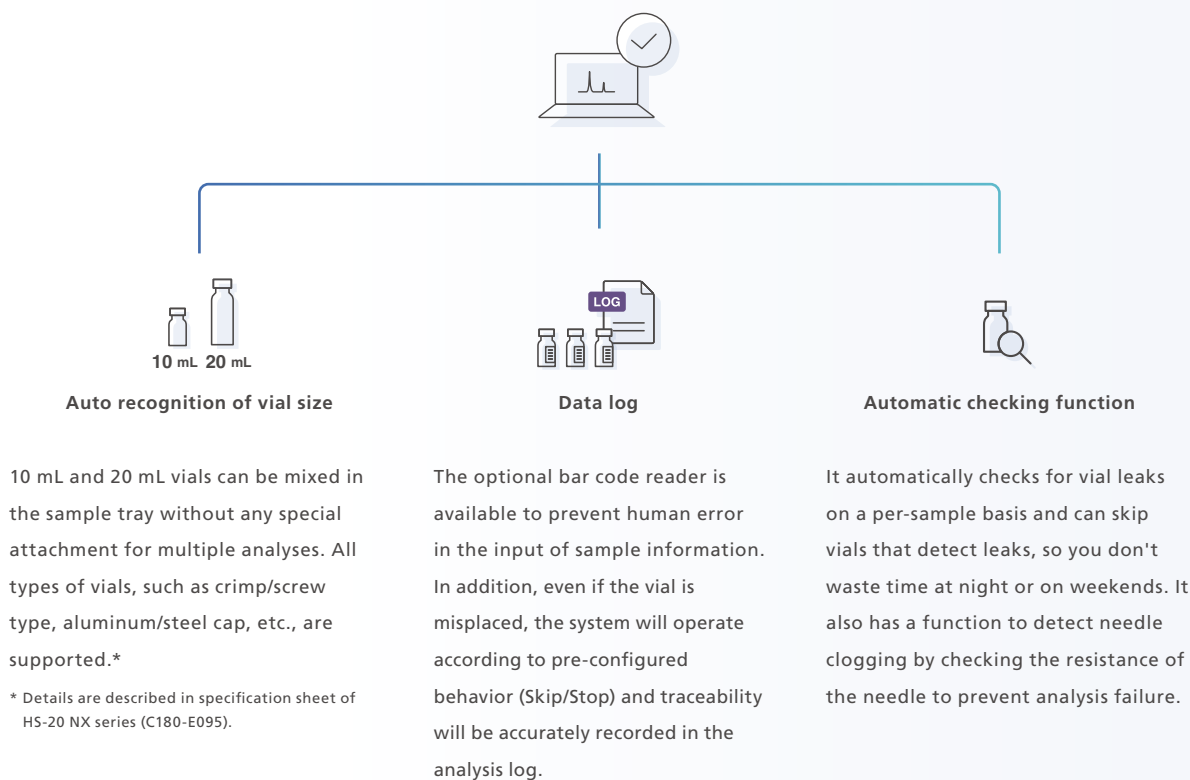 LOG
10 mL 20 mL
Auto recognition of vial size
10 mL and 20 mL vials can be mixed in
the sample tray without any special
attachment for multiple analyses. All
types of vials, such as crimp/screw
type, aluminum/steel cap, etc., are
supported.*
* Details are described in specification sheet of
HS-20 NX series (C180-E095).
Data log
The optional bar code reader is
available to prevent human error
in the input of sample information.
In addition, even if the vial is
misplaced, the system will operate
according to pre-configured
behavior (Skip/Stop) and traceability
will be accurately recorded in the
analysis log.
Automatic checking function
It automatically checks for vial leaks
on a per-sample basis and can skip
vials that detect leaks, so you don't
waste time at night or on weekends. It
also has a function to detect needle
clogging by checking the resistance of
the needle to prevent analysis failure.